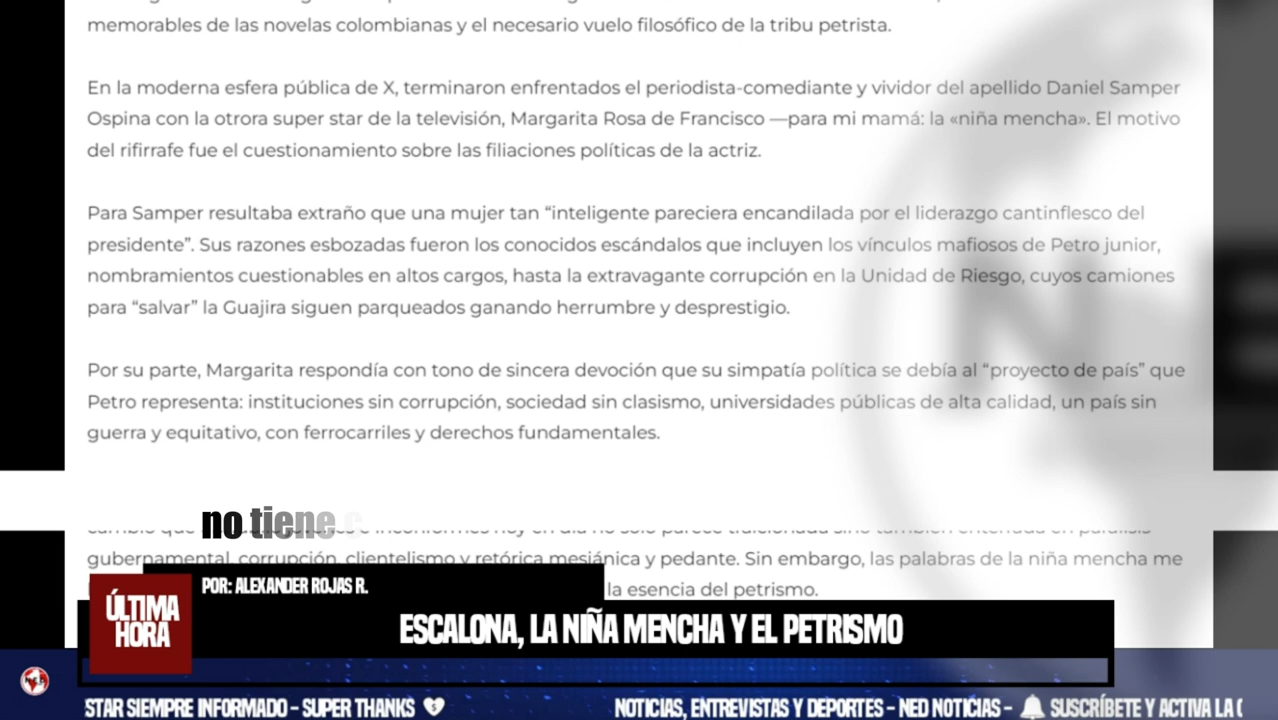 memorables de las novelas colombianas y el necesario vuelo filosófico de la tribu petrista.
En la moderna esfera pública de X, terminaron enfrentados el periodista-comediante y vividor del apellido Daniel Samper
Ospina con la otrora super star de la televisión, Margarita Rosa de Francisco —para mi mamá: la «niña mencha». El motivo
del rifirrafe fue el cuestionamiento sobre las filiaciones políticas de la actriz.
Para Samper resultaba extraño que una mujer tan “inteligente pareciera encandilada por el liderazgo cantinflesco del
presidente”. Sus razones esbozadas fueron los conocidos escándalos que incluyen los vínculos mafiosos de Petro junior,
nombramientos cuestionables en altos cargos, hasta la extravagante corrupción en la Unidad de Riesgo, cuyos camiones
para “salvar” la Guajira siguen parqueados ganando herrumbre y desprestigio.
Por su parte, Margarita respondía con tono de sincera devoción que su simpatía política se debía al “proyecto de país” que
Petro representa: instituciones sin corrupción, sociedad sin clasismo, universidades públicas de alta calidad, un país sin
guerra y equitativo, con ferrocarriles y derechos fundamentales.
no tiene
gubernamental, corrupción, clientelismo y retórica mesiánica y pedante. Sin embargo, las palabras de la niña mencha me
la esencia del petrismo.
POR: ALEXANDER ROJAS R.
ÚLTIMA
HORA
ESCALONA, LA NIÑA MENCHA Y EL PETRISMO
STAR SIEMPRE INFORMADO - SUPER THANKS
NOTICIAS, ENTREVISTAS Y DEPORTES - NED NOTICIAS - SUSCRÍBETE Y ACTIVA LA